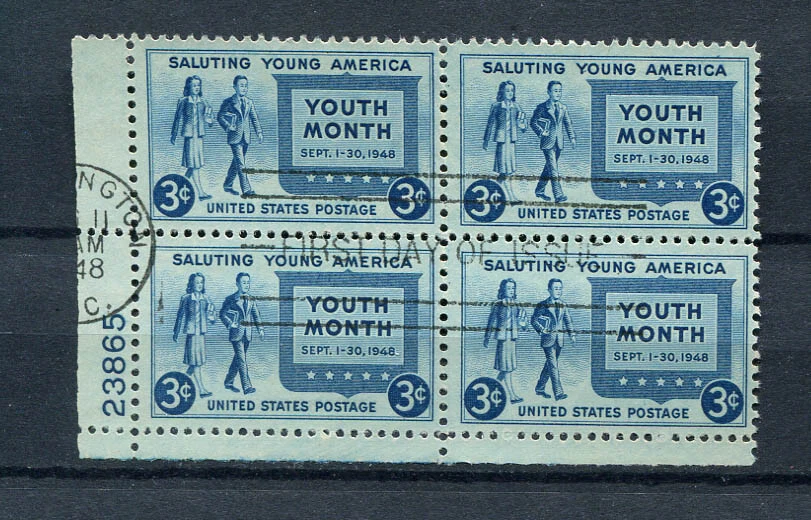 SALUTING YOUNG AMERICA
YOUTH
MONTH
SEPT. 1-30, 1948
3¢ 3¢
UNITED STATES POSTAGE
SALUTING YOUNG AMERICA
YOUTH
MONTH
SEPT. 1-30, 1948
3¢ 3¢
UNITED STATES POSTAGE
NGTON
11
AM
48
C.
FIRST DAY OF ISSUE
SALUTING YOUNG AMERICA
YOUTH
MONTH
SEPT. 1-30, 1948
3¢ 3¢
UNITED STATES POSTAGE
SALUTING YOUNG AMERICA
YOUTH
MONTH
SEPT. 1-30, 1948
3¢ 3¢
UNITED STATES POSTAGE
23865